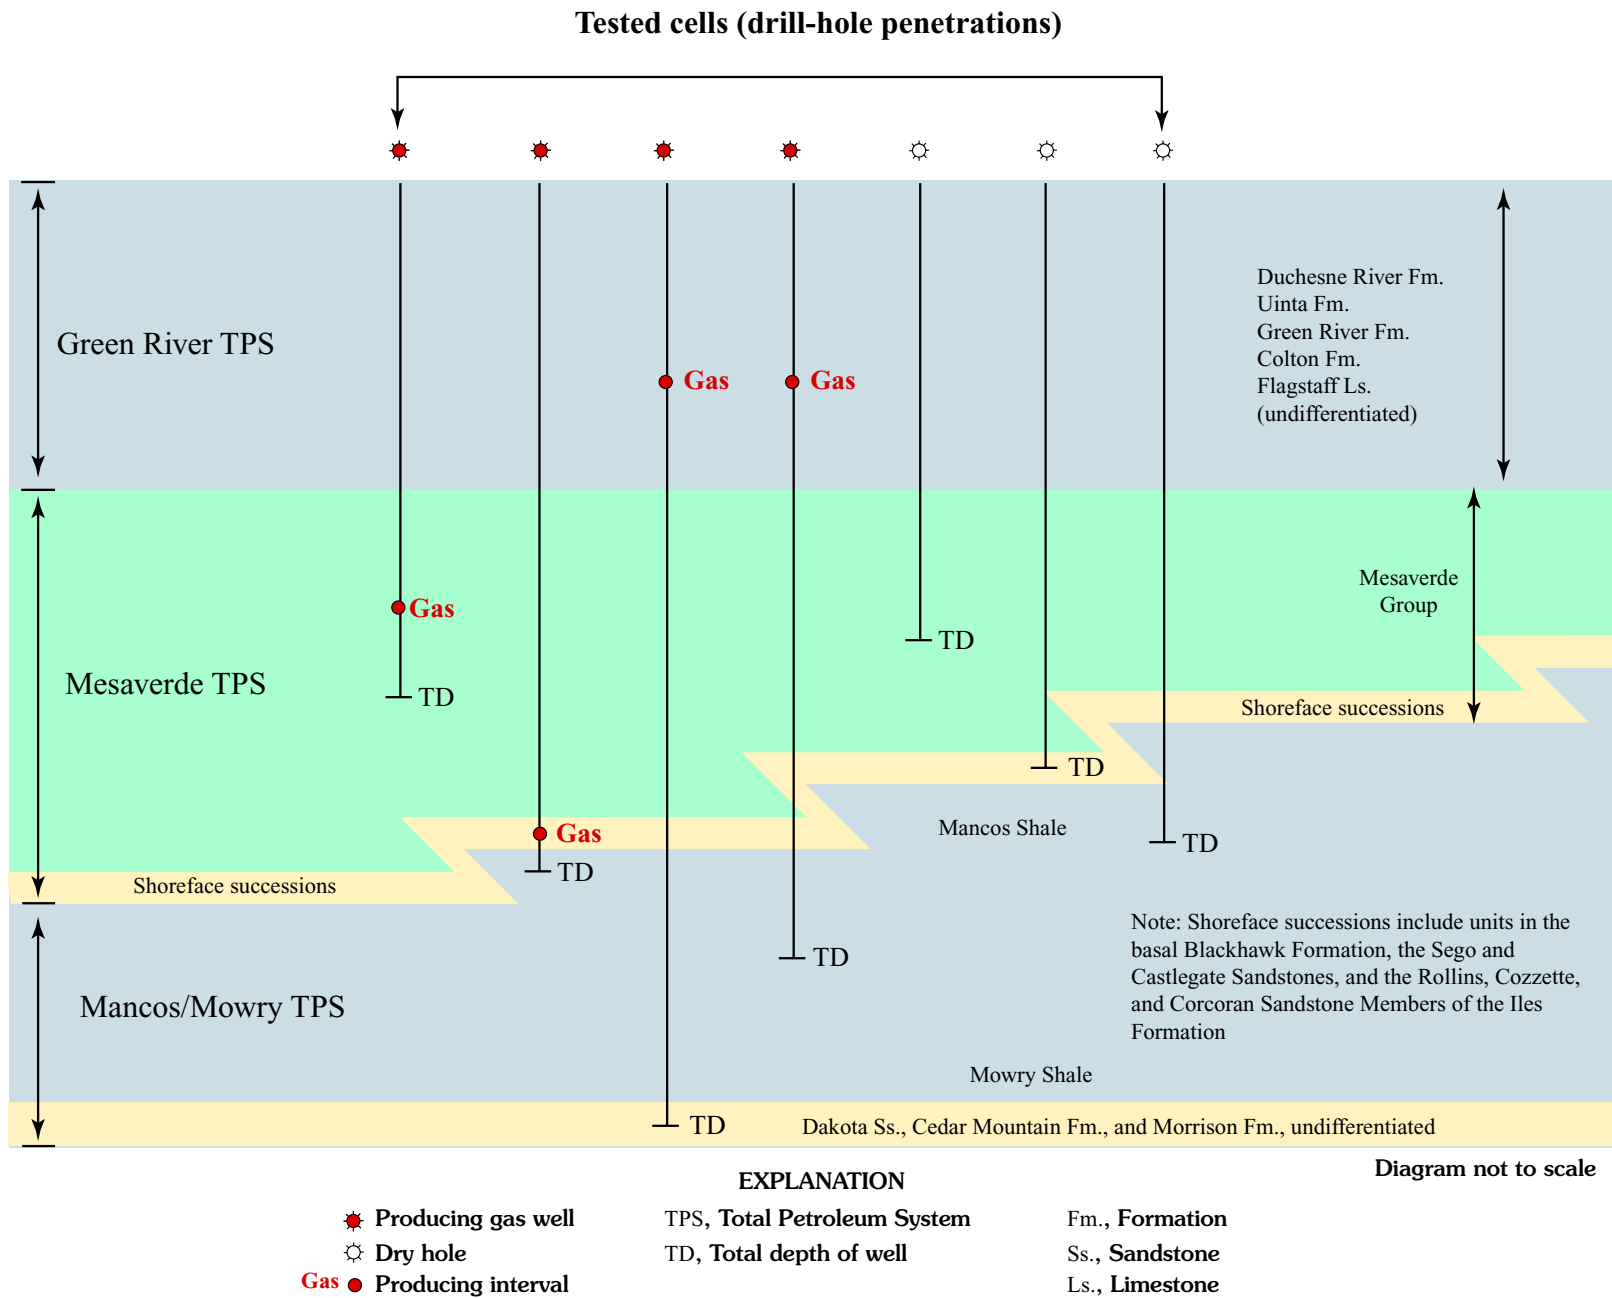 Tested cells (drill-hole penetrations)
Green River TPS
Duchesne River Fm.
Uinta Fm.
Green River Fm.
Colton Fm.
Flagstaff Ls.
(undifferentiated)
Gas
Gas
Mesaverde
Group
Gas
TD
Mesaverde TPS
TD
Shoreface successions
TD
Mancos Shale
Gas
TD
TD
Shoreface successions
Note: Shoreface successions include units in the
basal Blackhawk Formation, the Sego and
Castlegate Sandstones, and the Rollins, Cozzette,
and Corcoran Sandstone Members of the Iles
Formation
TD
Mancos/Mowry TPS
Mowry Shale
TD
Dakota Ss., Cedar Mountain Fm., and Morrison Fm., undifferentiated
Diagram not to scale
EXPLANATION
Producing gas well
Dry hole
Gas Producing interval
TPS, Total Petroleum System
TD, Total depth of well
Fm., Formation
Ss., Sandstone
Ls., Limestone